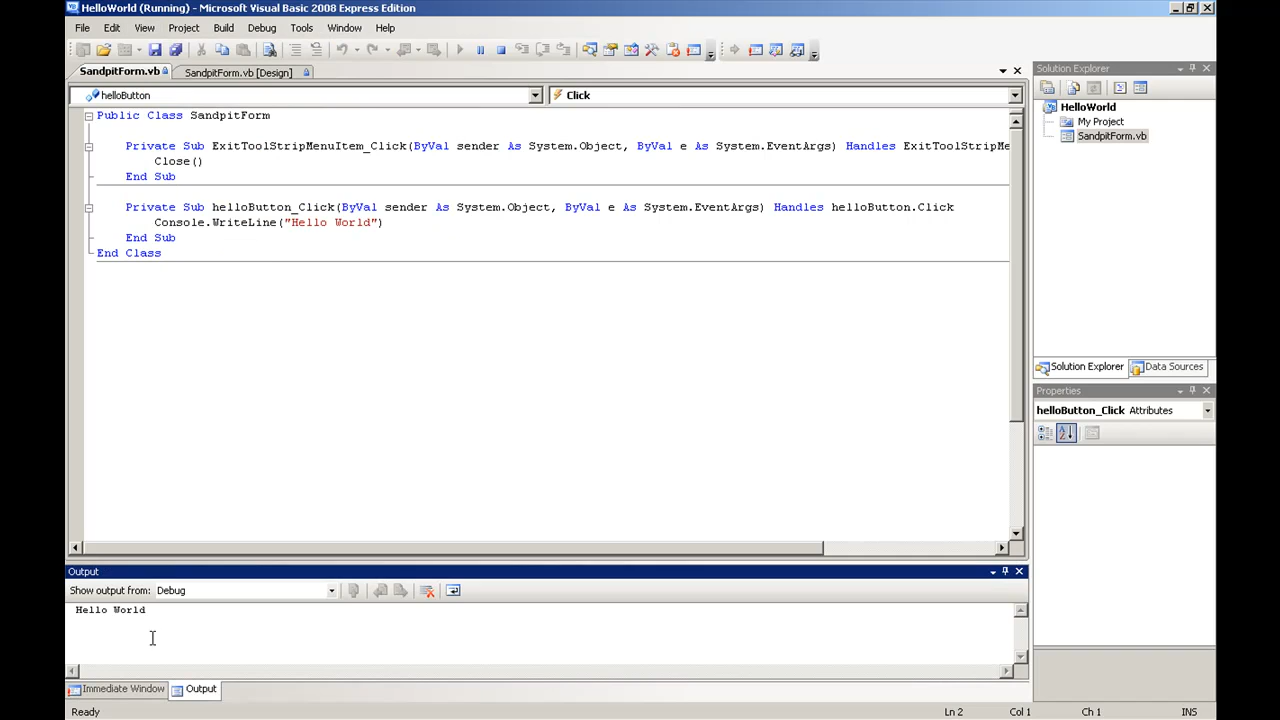 HelloWorld (Running) - Microsoft Visual Basic 2008 Express Edition
File Edit View Project Build Debug Tools Window Help
SandpitForm.vb SandpitForm.vb [Design]
helloButton Click
Public Class SandpitForm
Private Sub ExitToolStripMenuItem_Click(ByVal sender As System.Object, ByVal e As System.EventArgs) Handles ExitToolStripMe
Close()
End Sub
Private Sub helloButton_Click(ByVal sender As System.Object, ByVal e As System.EventArgs) Handles helloButton.Click
Console.WriteLine("Hello World")
End Sub
End Class
Solution Explorer
HelloWorld
My Project
SandpitForm.vb
Solution Explorer Data Sources
Properties
helloButton_Click Attributes
Output
Show output from: Debug
Hello World
Immediate Window Output
Ready Ln 2 Col 1 Ch 1 INS